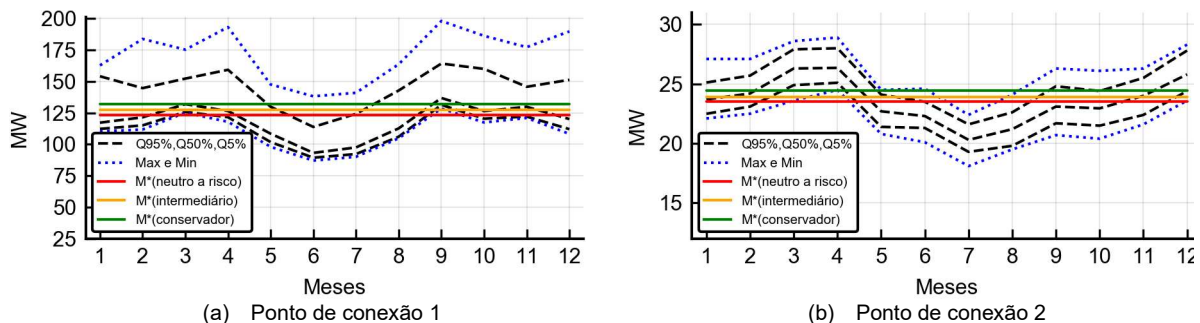 200
175
150
125
100
75
50
25
MW
Q95%,Q50%,Q5%
Max e Min
M*(neutro a risco)
M*(intermediário)
M*(conservador)
1 2 3 4 5 6 7 8 9 10 11 12
Meses
(a) Ponto de conexão 1
30
25
20
15
MW
Q95%,Q50%,Q5%
Max e Min
M*(neutro a risco)
M*(intermediário)
M*(conservador)
1 2 3 4 5 6 7 8 9 10 11 12
Meses
(b) Ponto de conexão 2